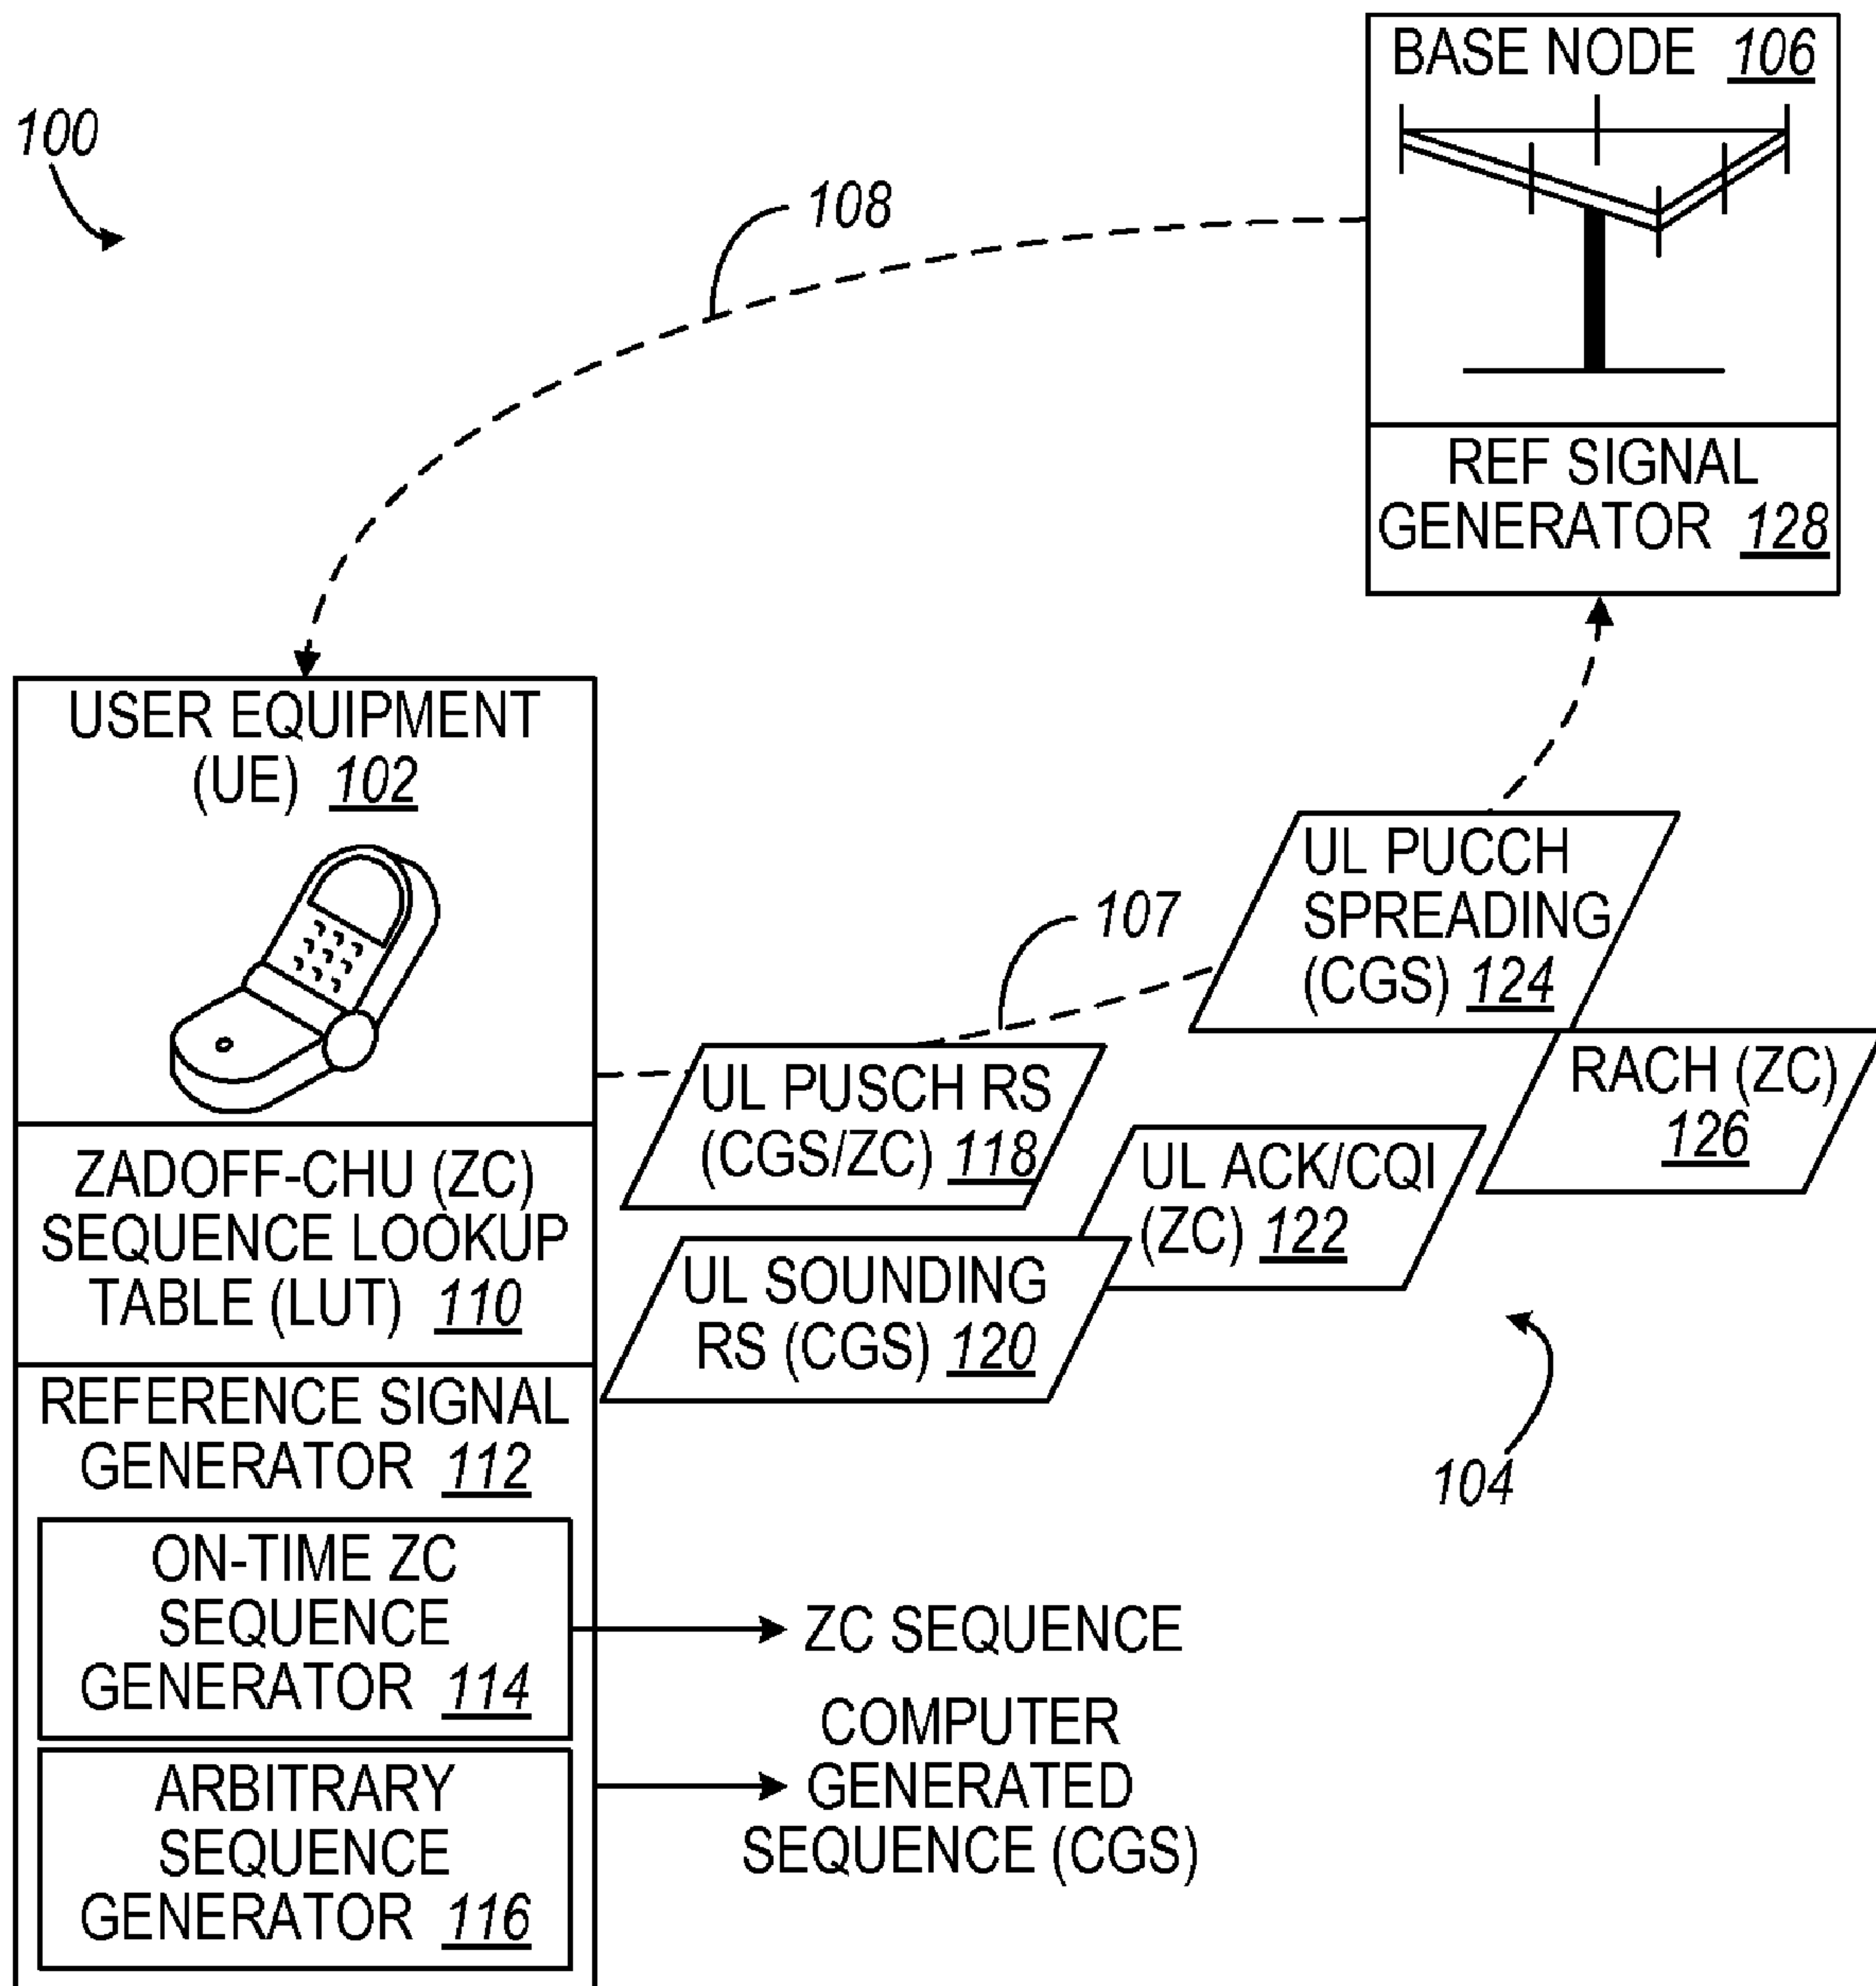 100
BASE NODE 106
108
REF SIGNAL
GENERATOR 128
USER EQUIPMENT
(UE) 102
107
UL PUCCH
SPREADING
(CGS) 124
UL PUSCH RS
(CGS/ZC) 118
RACH (ZC)
126
UL ACK/CQI
(ZC) 122
UL SOUNDING
RS (CGS) 120
104
ZADOFF-CHU (ZC)
SEQUENCE LOOKUP
TABLE (LUT) 110
REFERENCE SIGNAL
GENERATOR 112
ON-TIME ZC
SEQUENCE
GENERATOR 114
ZC SEQUENCE
ARBITRARY
SEQUENCE
GENERATOR 116
COMPUTER
GENERATED
SEQUENCE (CGS)